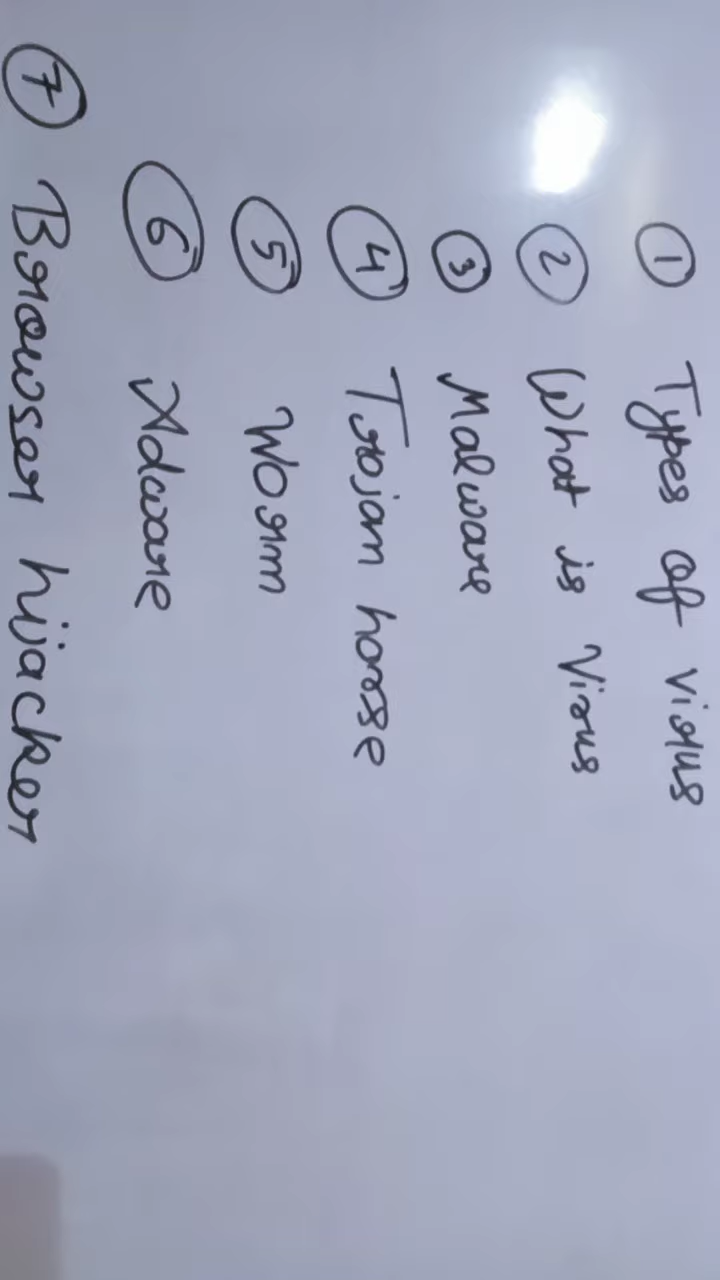 ① Types of virus
② What is Virus
③ Malware
④ Trojan horse
⑤ Worm
⑥ Adware
⑦ Browser hijacker